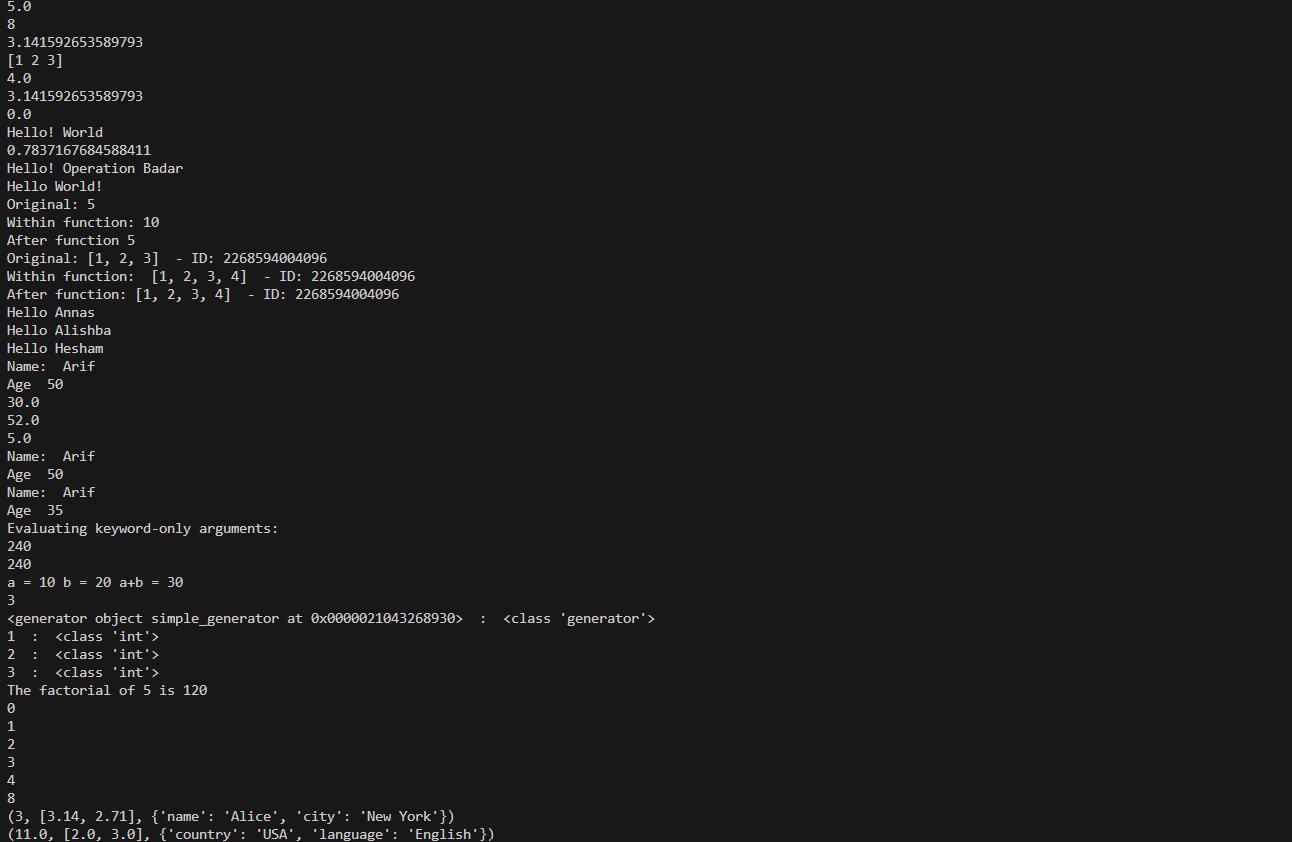 5.0
8
3.141592653589793
[1 2 3]
4.0
3.141592653589793
0.0
Hello! World
0.7837167684588411
Hello! Operation Badar
Hello World!
Original: 5
Within function: 10
After function 5
Original: [1, 2, 3]  - ID: 2268594004096
Within function:  [1, 2, 3, 4]  - ID: 2268594004096
After function: [1, 2, 3, 4]  - ID: 2268594004096
Hello Annas
Hello Alishba
Hello Hesham
Name:  Arif
Age  50
30.0
52.0
5.0
Name:  Arif
Age  50
Name:  Arif
Age  35
Evaluating keyword-only arguments:
240
240
a = 10 b = 20 a+b = 30
3
<generator object simple_generator at 0x0000021043268930>  :  <class 'generator'>
1  :  <class 'int'>
2  :  <class 'int'>
3  :  <class 'int'>
The factorial of 5 is 120
0
1
2
3
4
8
(3, [3.14, 2.71], {'name': 'Alice', 'city': 'New York'})
(11.0, [2.0, 3.0], {'country': 'USA', 'language': 'English'})